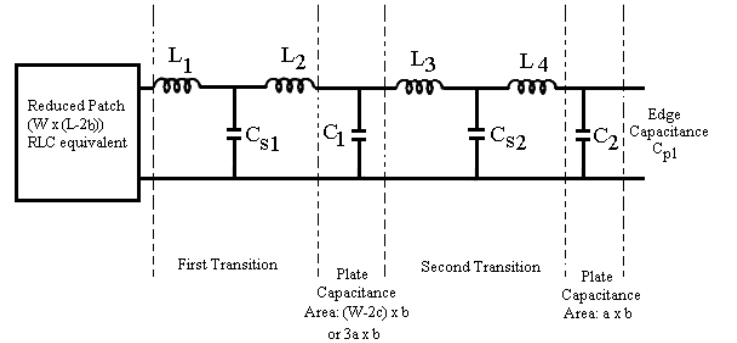 L1
L2
L3
L4
Reduced Patch
(W x (L-2b))
RLC equivalent
Cs1
C1
Cs2
C2
Edge
Capacitance
Cp1
First Transition
Plate
Capacitance
Area: (W-2c) x b
or 3a x b
Second Transition
Plate
Capacitance
Area: a x b